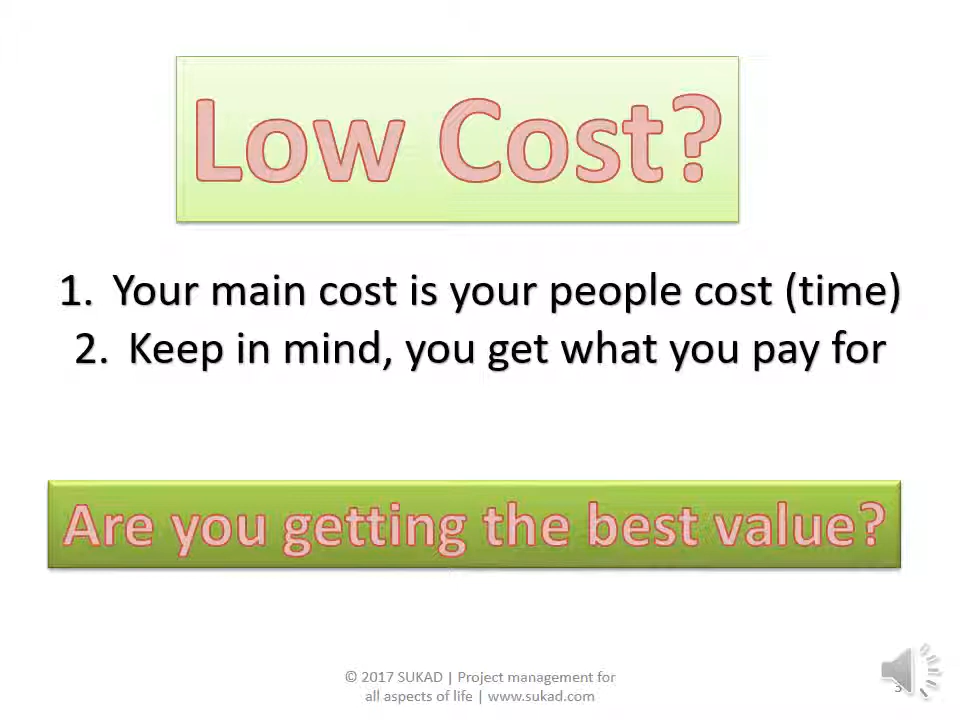 Low Cost?
1. Your main cost is your people cost (time)
2. Keep in mind, you get what you pay for
Are you getting the best value?
© 2017 SUKAD | Project management for
all aspects of life | www.sukad.com